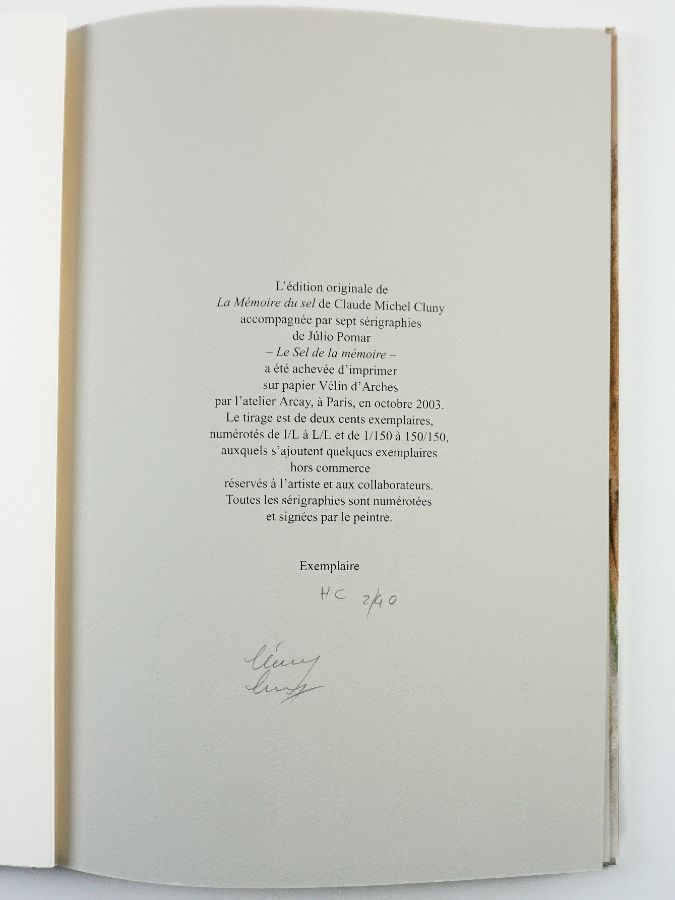 L'édition originale de
La Mémoire du sel de Claude Michel Cluny
accompagnée par sept sérigraphies
de Júlio Pomar
– Le Sel de la mémoire –
a été achevée d'imprimer
sur papier Vélin d'Arches
par l'atelier Arcay, à Paris, en octobre 2003.
Le tirage est de deux cents exemplaires,
numérotés de I/L à L/L et de 1/150 à 150/150,
auxquels s'ajoutent quelques exemplaires
hors commerce
réservés à l'artiste et aux collaborateurs.
Toutes les sérigraphies sont numérotées
et signées par le peintre.
Exemplaire
HC 2/40